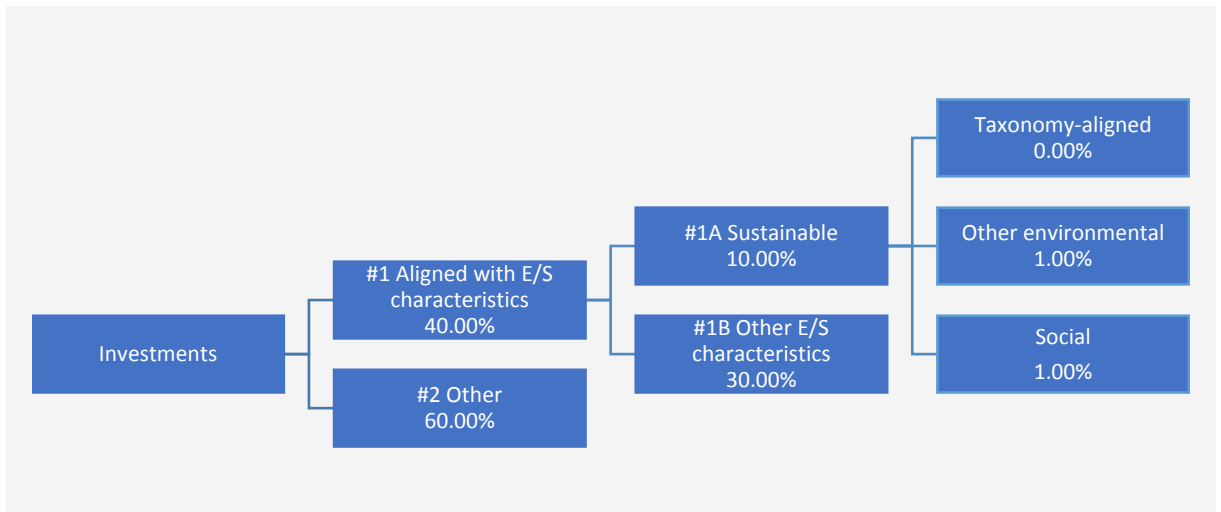 Investments
#1 Aligned with E/S
characteristics
40.00%
#2 Other
60.00%
#1A Sustainable
10.00%
#1B Other E/S
characteristics
30.00%
Taxonomy-aligned
0.00%
Other environmental
1.00%
Social
1.00%